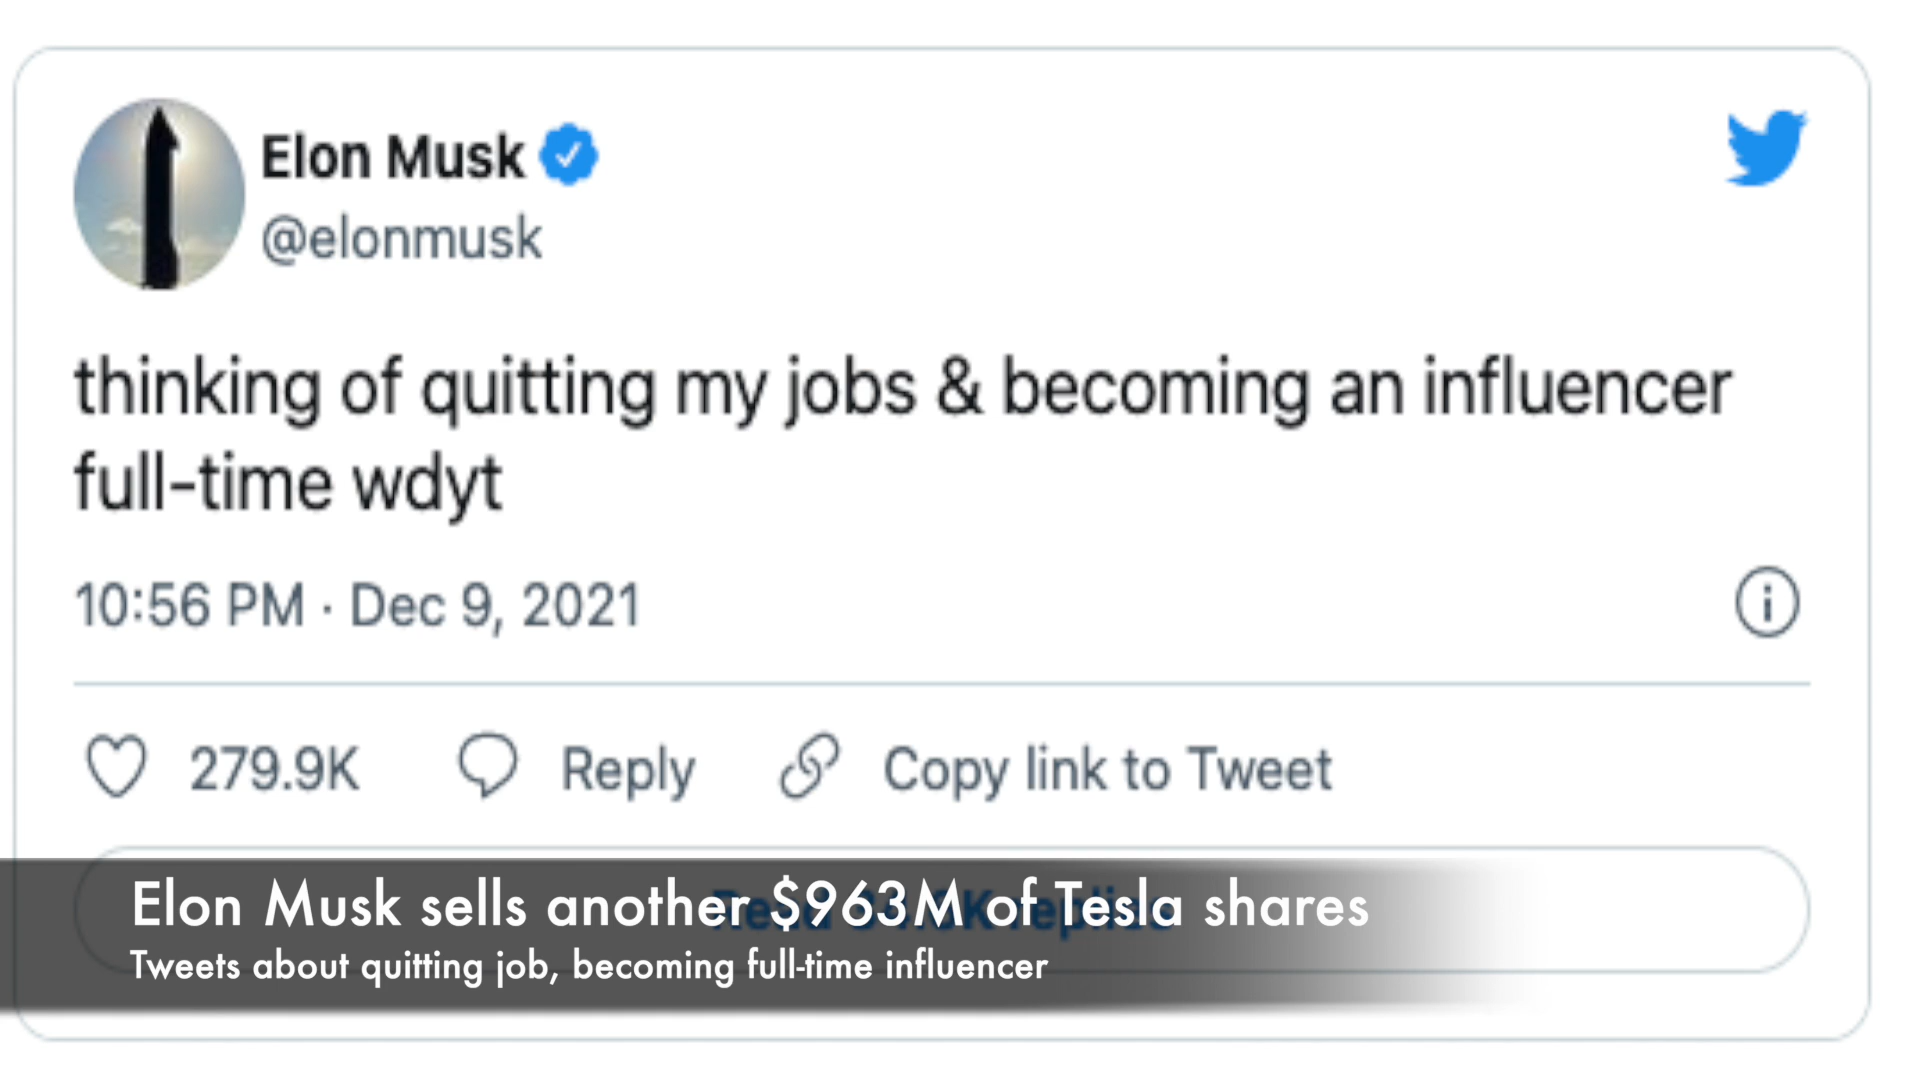 Elon Musk
@elonmusk
thinking of quitting my jobs & becoming an influencer
full-time wdyt
10:56 PM · Dec 9, 2021
279.9K
Reply
Copy link to Tweet
Elon Musk sells another $963M of Tesla shares
Tweets about quitting job, becoming full-time influencer